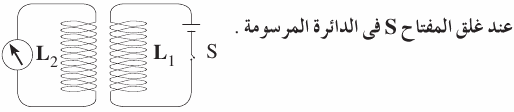 عند غلق المفتاح S فى الدائرة المرسومة .
L2
L1
S